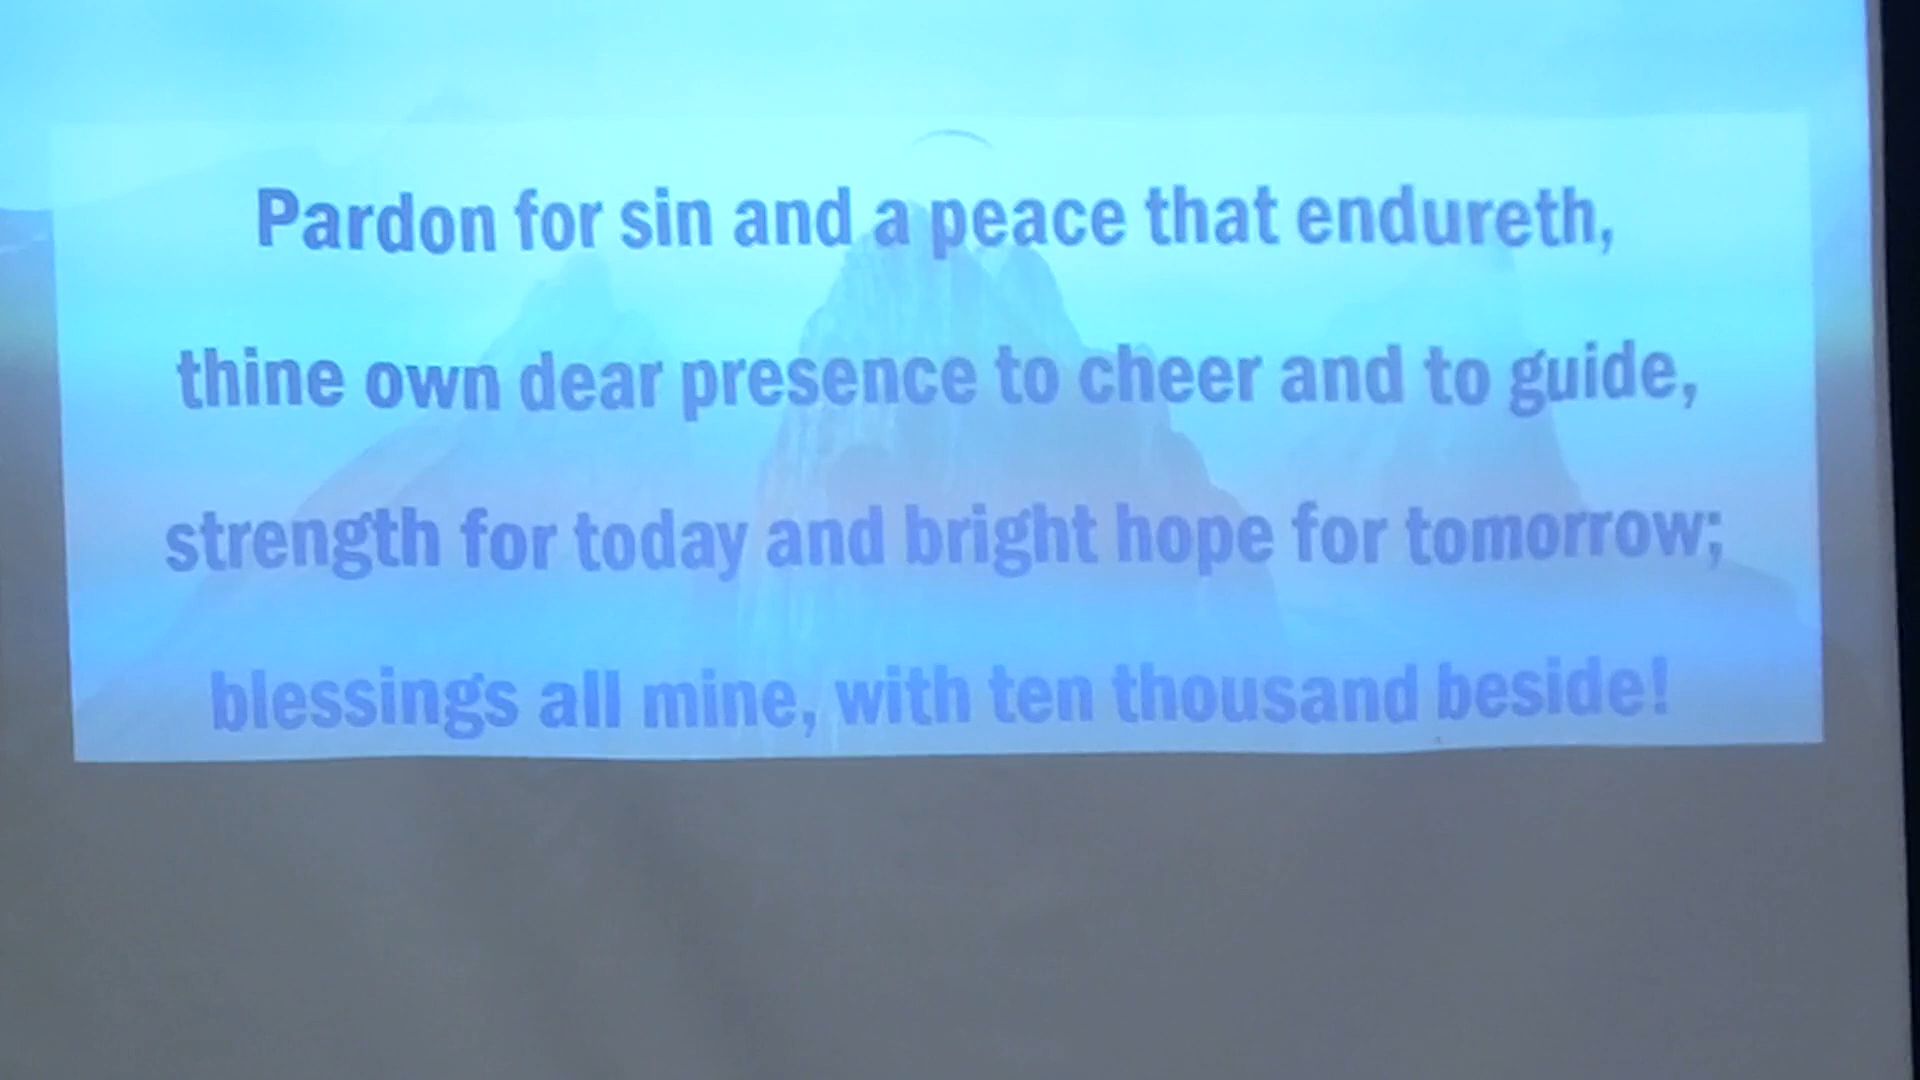 Pardon for sin and a peace that endureth,
thine own dear presence to cheer and to guide,
strength for today and bright hope for tomorrow;
blessings all mine, with ten thousand beside!